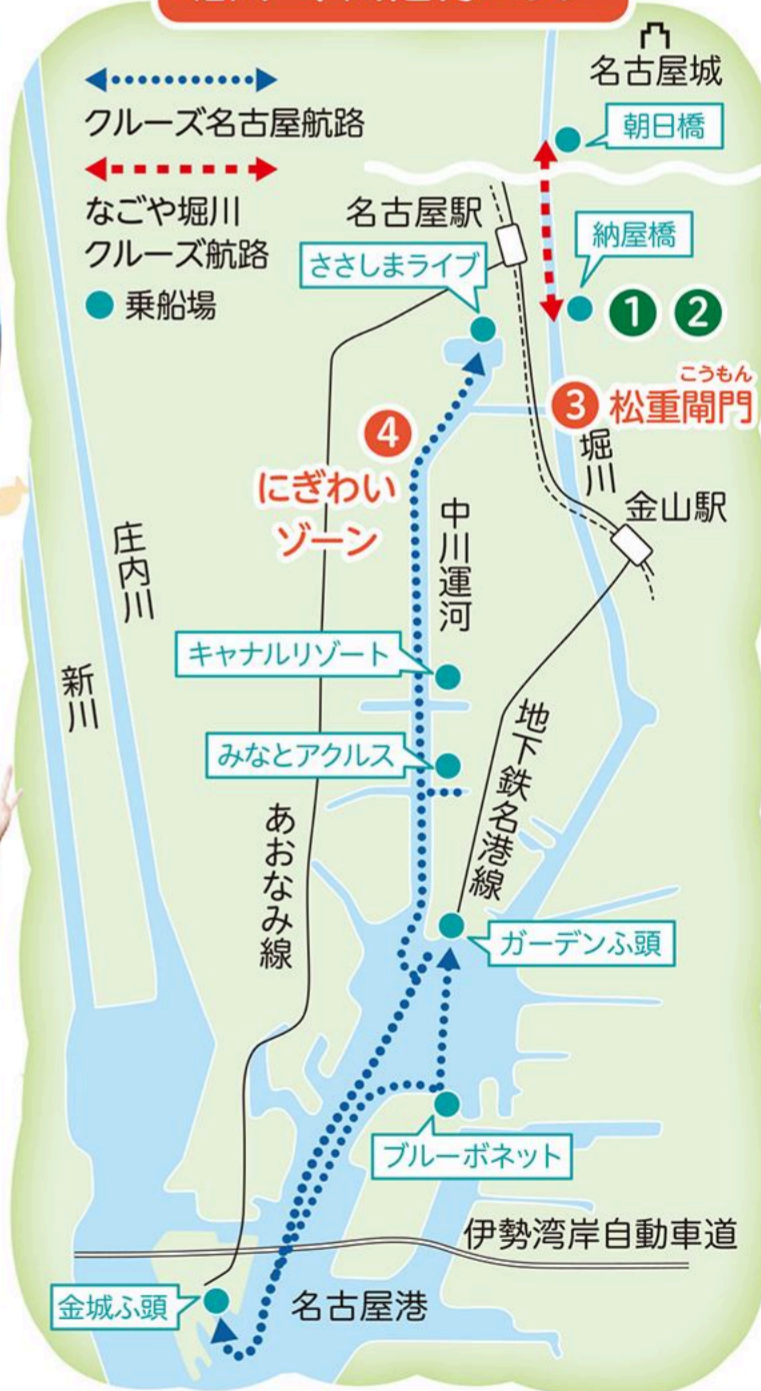 名古屋城
クルーズ名古屋航路
朝日橋
なごや堀川
クルーズ航路
名古屋駅
納屋橋
ささしまライブ
乗船場
1 2
こうもん
3 松重閘門
4
にぎわい
ゾーン
堀川
金山駅
中川運河
庄内川
新川
キャナルリゾート
みなとアクルス
地下鉄名港線
あおなみ線
ガーデンふ頭
ブルーボネット
伊勢湾岸自動車道
金城ふ頭
名古屋港